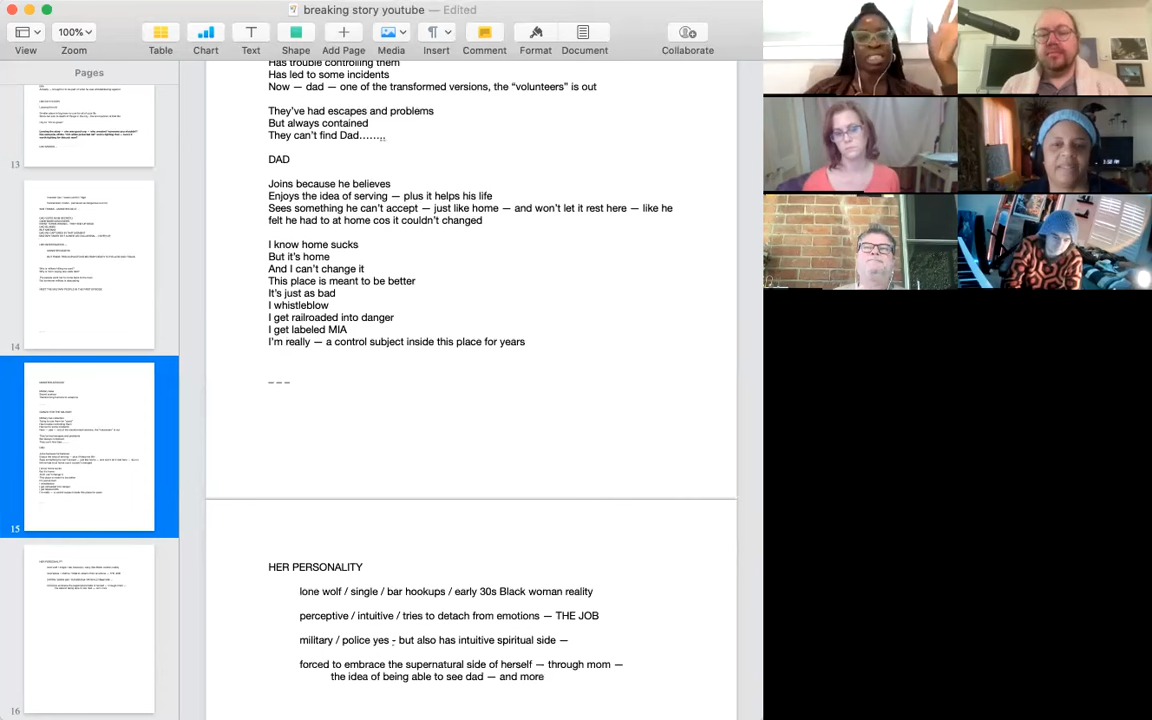 breaking story youtube — Edited
100%
View
Zoom
Table
Chart
Text
Shape
Add Page
Media
Insert
Comment
Format
Document
Collaborate
Pages
13
14
15
16
Has trouble controlling them
Has led to some incidents
Now — dad — one of the transformed versions, the “volunteers” is out
They’ve had escapes and problems
But always contained
They can’t find Dad……..
DAD
Joins because he believes
Enjoys the idea of serving — plus it helps his life
Sees something he can’t accept — just like home — and won’t let it rest here — like he
felt he had to at home cos it couldn’t changed
I know home sucks
But it’s home
And I can’t change it
This place is meant to be better
It’s just as bad
I whistleblow
I get railroaded into danger
I get labeled MIA
I’m really — a control subject inside this place for years
— — —
HER PERSONALITY
lone wolf / single / bar hookups / early 30s Black woman reality
perceptive / intuitive / tries to detach from emotions — THE JOB
military / police yes - but also has intuitive spiritual side —
forced to embrace the supernatural side of herself — through mom —
the idea of being able to see dad — and more